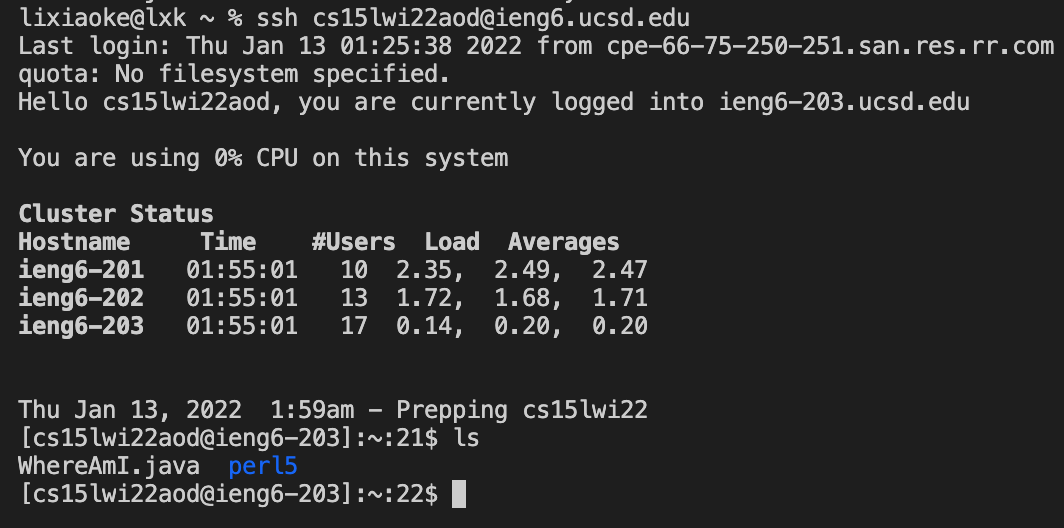 lixiaoke@lxk ~ % ssh cs15lwi22aod@ieng6.ucsd.edu
Last login: Thu Jan 13 01:25:38 2022 from cpe-66-75-250-251.san.res.rr.com
quota: No filesystem specified.
Hello cs15lwi22aod, you are currently logged into ieng6-203.ucsd.edu
You are using 0% CPU on this system
Cluster Status
Hostname     Time    #Users  Load  Averages
ieng6-201   01:55:01   10  2.35,  2.49,  2.47
ieng6-202   01:55:01   13  1.72,  1.68,  1.71
ieng6-203   01:55:01   17  0.14,  0.20,  0.20
Thu Jan 13, 2022  1:59am - Prepping cs15lwi22
[cs15lwi22aod@ieng6-203]:~:21$ ls
WhereAmI.java  perl5
[cs15lwi22aod@ieng6-203]:~:22$